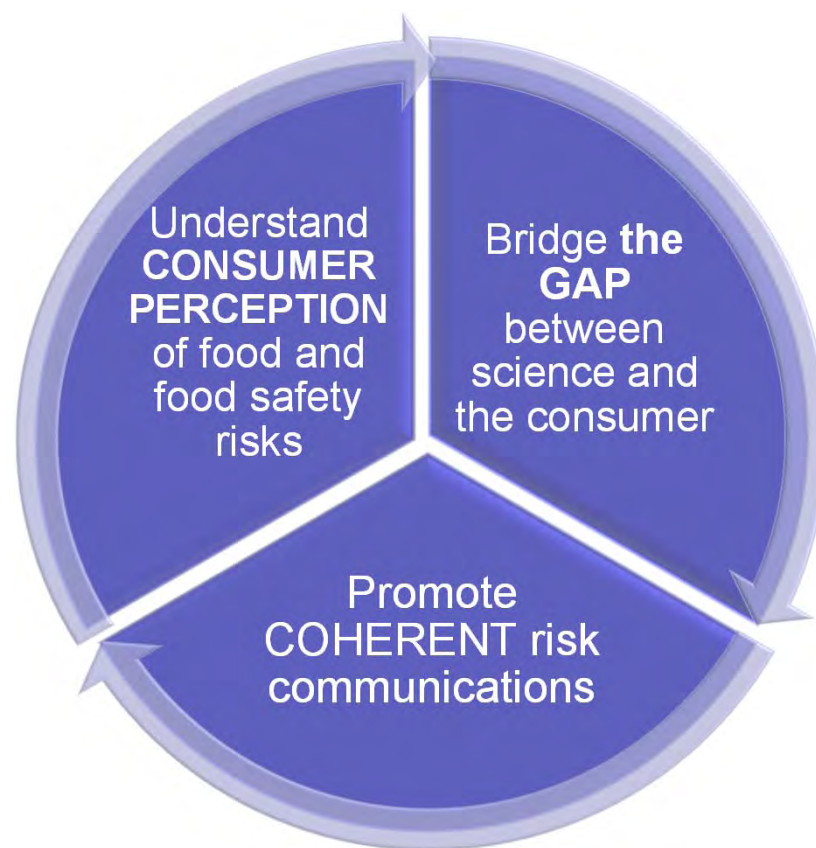 Understand
CONSUMER
PERCEPTION
of food and
food safety
risks
Bridge the
GAP
between
science and
the consumer
Promote
COHERENT risk
communications